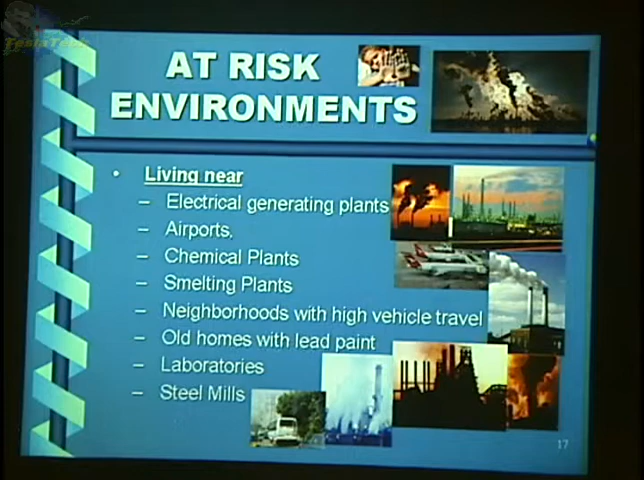 AT RISK
ENVIRONMENTS
• Living near
– Electrical generating plants
– Airports,
– Chemical Plants
– Smelting Plants
– Neighborhoods with high vehicle travel
– Old homes with lead paint
– Laboratories
– Steel Mills
17